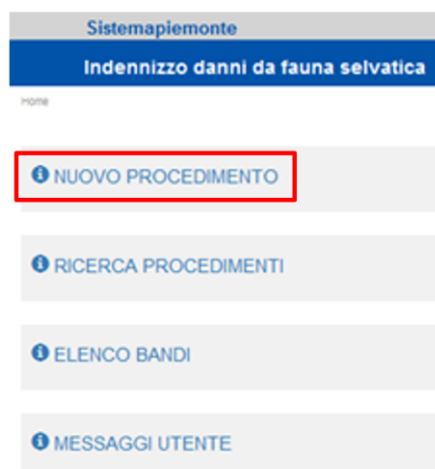 Sistemapiemonte
Indennizzo danni da fauna selvatica
Home
NUOVO PROCEDIMENTO
RICERCA PROCEDIMENTI
ELENCO BANDI
MESSAGGI UTENTE